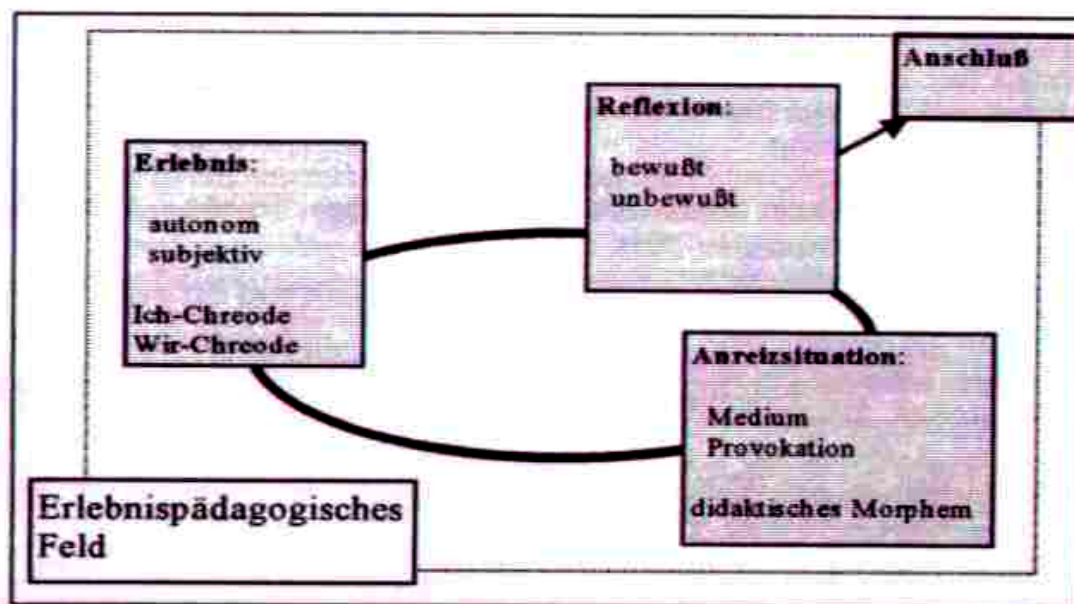 Anschluß
Reflexion:
bewußt
unbewußt
Erlebnis:
autonom
subjektiv
Ich-Chreode
Wir-Chreode
Anreizsituation:
Medium
Provokation
didaktisches Morphem
Erlebnispädagogisches
Feld